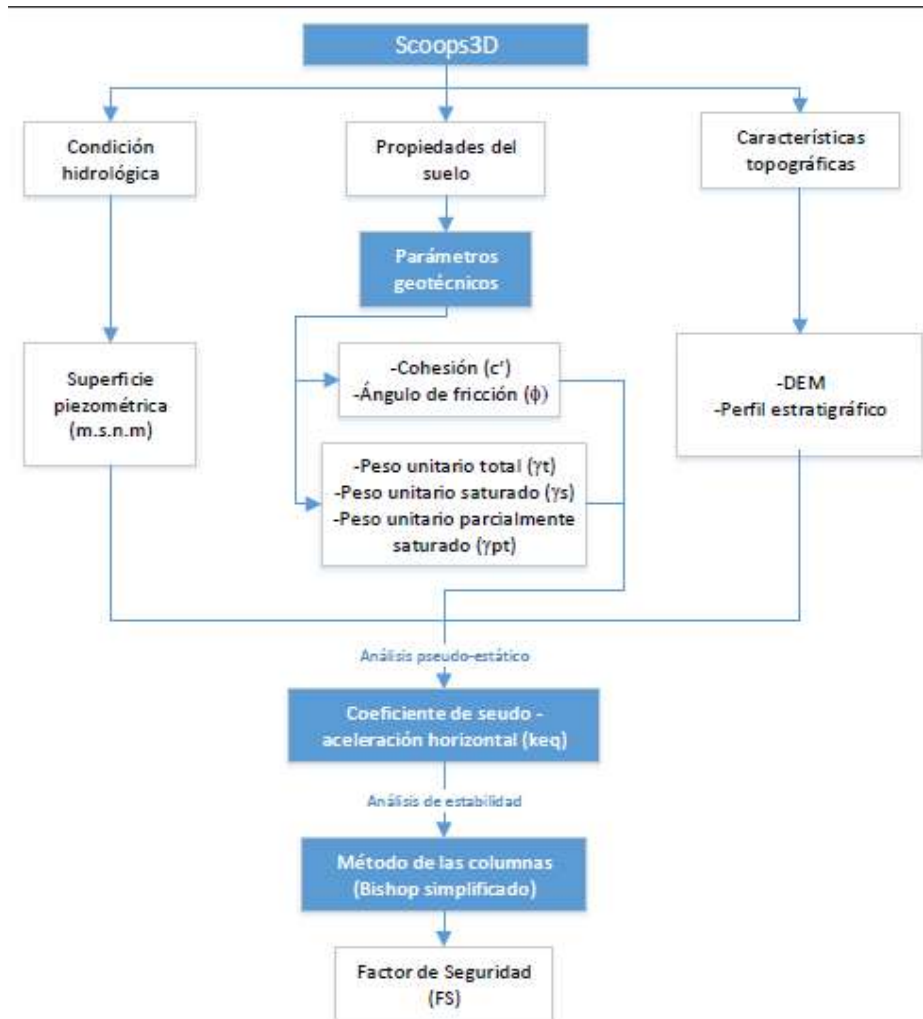 Scoops3D
Condición
hidrológica
Propiedades del
suelo
Características
topográficas
Parámetros
geotécnicos
Superficie
piezométrica
(m.s.n.m)
-Cohesión (c')
-Ángulo de fricción (ϕ)
-DEM
-Perfil estratigráfico
-Peso unitario total (γt)
-Peso unitario saturado (γs)
-Peso unitario parcialmente
saturado (γpt)
Análisis pseudo-estático
Coeficiente de seudo -
aceleración horizontal (keq)
Análisis de estabilidad
Método de las columnas
(Bishop simplificado)
Factor de Seguridad
(FS)